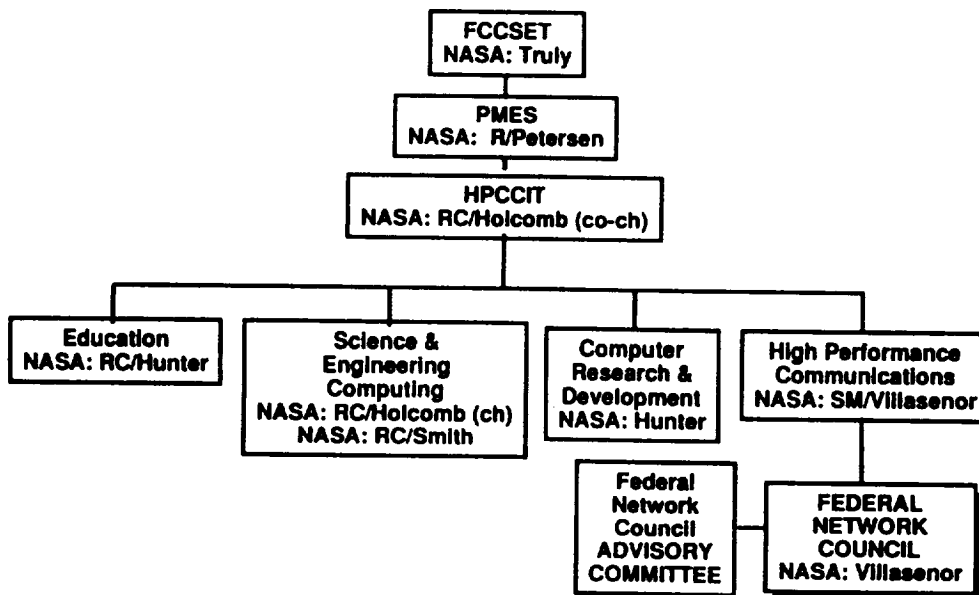 FCCSET
NASA: Truly
PMES
NASA: R/Petersen
HPCCIT
NASA: RC/Holcomb (co-ch)
Education
NASA: RC/Hunter
Science &
Engineering
Computing
NASA: RC/Holcomb (ch)
NASA: RC/Smith
Computer
Research &
Development
NASA: Hunter
High Performance
Communications
NASA: SM/Villasenor
Federal
Network
Council
ADVISORY
COMMITTEE
FEDERAL
NETWORK
COUNCIL
NASA: Villasenor